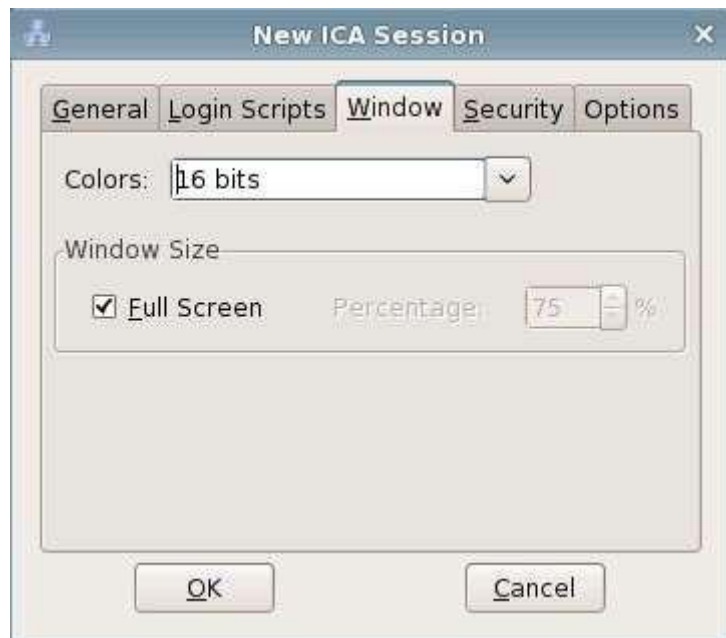 New ICA Session
General Login Scripts Window Security Options
Colors: 16 bits
Window Size
Full Screen Percentage: 75 %
OK Cancel